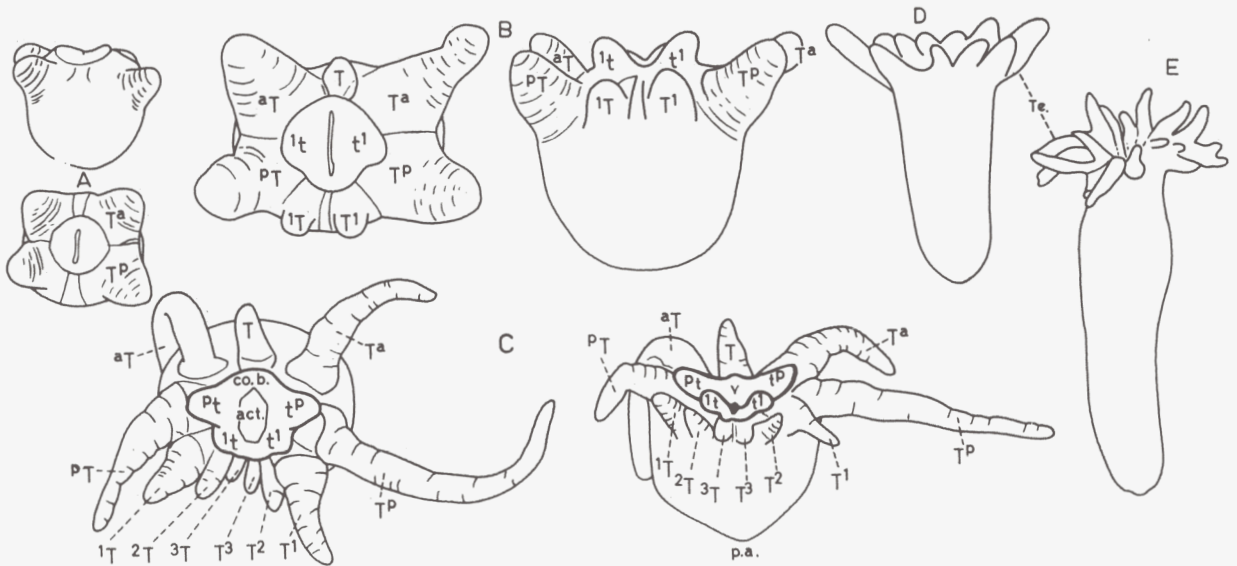 A
Tᵃ
Tᵖ
B
T
ᵃT Tᵃ
¹t t¹
ᵖT Tᵖ
¹T T¹
ᵃT ¹t t¹ Tᵃ
ᵖT Tᵖ
¹T T¹
D
Te.
E
C
ᵃT T Tᵃ
co.b.
ᵖt act. tᵖ
¹t t¹
ᵖT Tᵖ
¹T ²T ³T T³ T² T¹
ᵃT
ᵖT T Tᵃ
ᵖt v tᵖ
¹t t¹
Tᵖ
¹T ²T ³T T³ T² T¹
p.a.